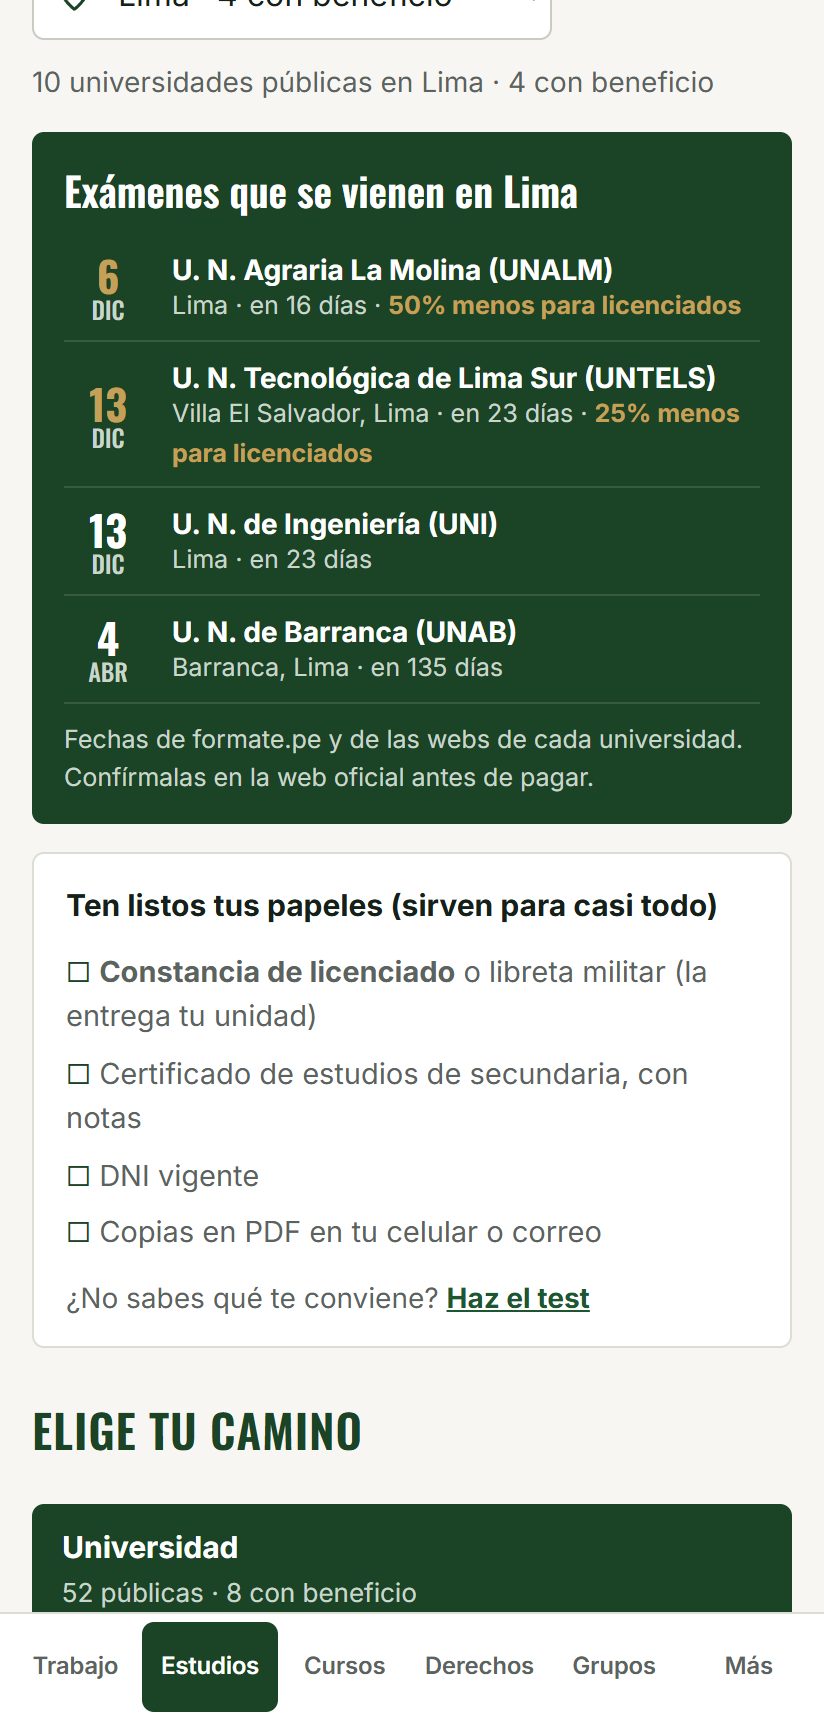 Lima · 4 con beneficio
10 universidades públicas en Lima · 4 con beneficio
Exámenes que se vienen en Lima
6
DIC
U. N. Agraria La Molina (UNALM)
Lima · en 16 días · 50% menos para licenciados
13
DIC
U. N. Tecnológica de Lima Sur (UNTELS)
Villa El Salvador, Lima · en 23 días · 25% menos
para licenciados
13
DIC
U. N. de Ingeniería (UNI)
Lima · en 23 días
4
ABR
U. N. de Barranca (UNAB)
Barranca, Lima · en 135 días
Fechas de formate.pe y de las webs de cada universidad.
Confírmalas en la web oficial antes de pagar.
Ten listos tus papeles (sirven para casi todo)
☐ Constancia de licenciado o libreta militar (la
entrega tu unidad)
☐ Certificado de estudios de secundaria, con
notas
☐ DNI vigente
☐ Copias en PDF en tu celular o correo
¿No sabes qué te conviene? Haz el test
ELIGE TU CAMINO
Universidad
52 públicas · 8 con beneficio
Trabajo Estudios Cursos Derechos Grupos Más